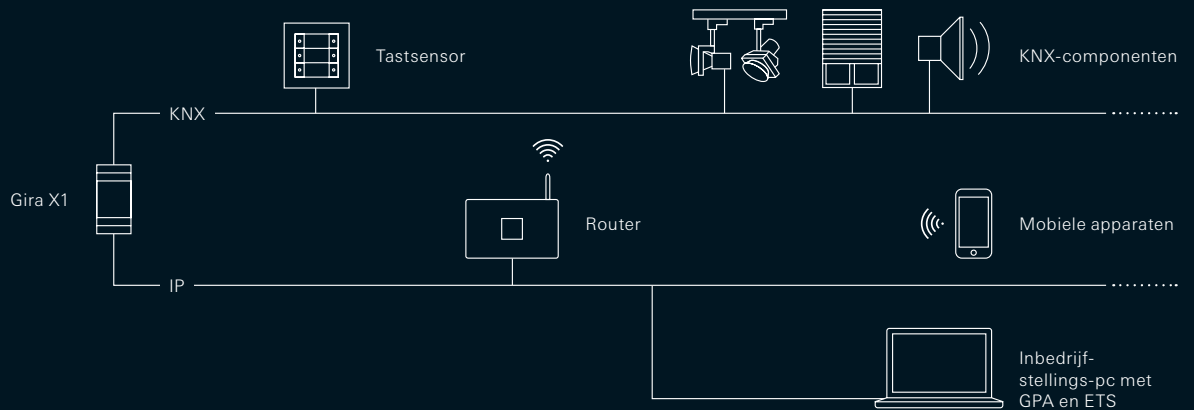 Tastsensor
KNX-componenten
KNX
Gira X1
Router
Mobiele apparaten
IP
Inbedrijf-
stellings-pc met
GPA en ETS